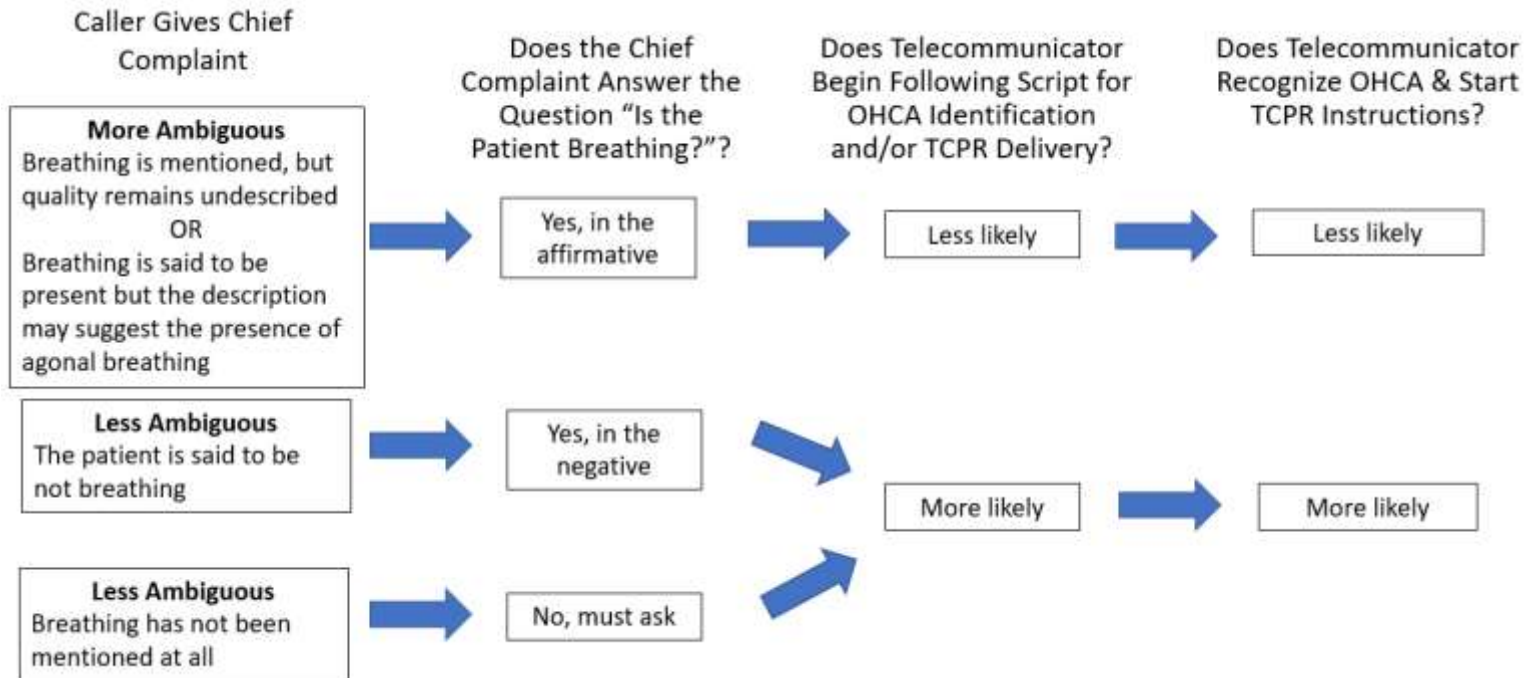 Caller Gives Chief
Complaint
Does the Chief
Complaint Answer the
Question “Is the
Patient Breathing?”?
Does Telecommunicator
Begin Following Script for
OHCA Identification
and/or TCPR Delivery?
Does Telecommunicator
Recognize OHCA & Start
TCPR Instructions?
More Ambiguous
Breathing is mentioned, but
quality remains undescribed
OR
Breathing is said to be
present but the description
may suggest the presence of
agonal breathing
Yes, in the
affirmative
Less likely
Less likely
Less Ambiguous
The patient is said to be
not breathing
Yes, in the
negative
More likely
More likely
Less Ambiguous
Breathing has not been
mentioned at all
No, must ask